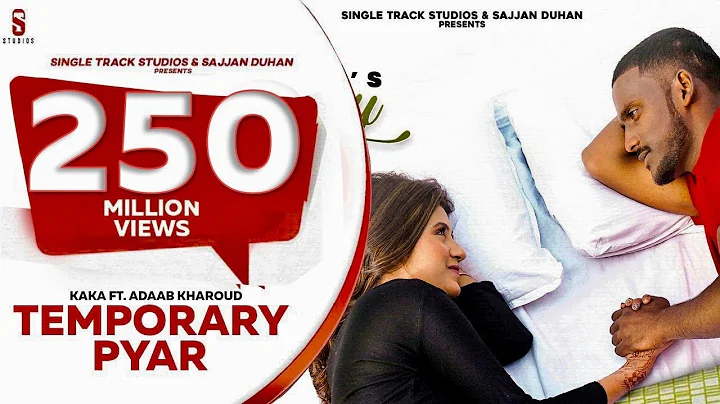 S
STUDIOS
SINGLE TRACK STUDIOS & SAJJAN DUHAN
PRESENTS
250
MILLION
VIEWS
KAKA FT. ADAAB KHAROUD
TEMPORARY
PYAR
SINGLE TRACK STUDIOS & SAJJAN DUHAN
PRESENTS
'S